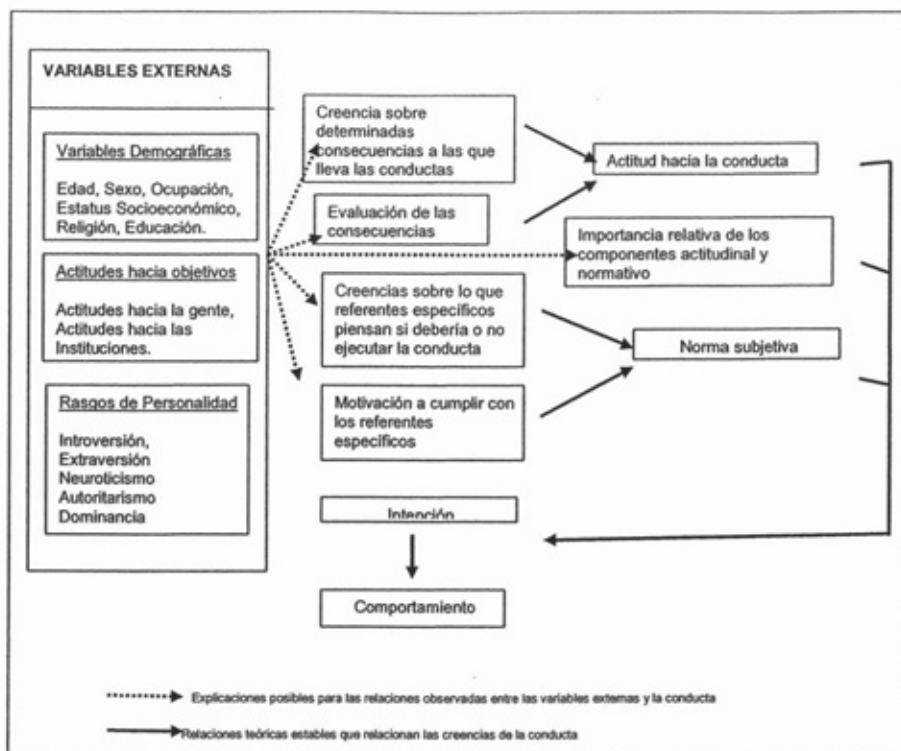 VARIABLES EXTERNAS
Variables Demográficas
Edad, Sexo, Ocupación,
Estatus Socioeconómico,
Religión, Educación.
Actitudes hacia objetivos
Actitudes hacia la gente,
Actitudes hacia las
Instituciones.
Rasgos de Personalidad
Introversión,
Extraversión
Neuroticismo
Autoritarismo
Dominancia
Creencia sobre
determinadas
consecuencias a las que
lleva las conductas
Evaluación de las
consecuencias
Creencias sobre lo que
referentes específicos
piensan si debería o no
ejecutar la conducta
Motivación a cumplir con
los referentes
específicos
Actitud hacia la conducta
Importancia relativa de los
componentes actitudinal y
normativo
Norma subjetiva
Intención
Comportamiento
Explicaciones posibles para las relaciones observadas entre las variables externas y la conducta
Relaciones teóricas estables que relacionan las creencias de la conducta